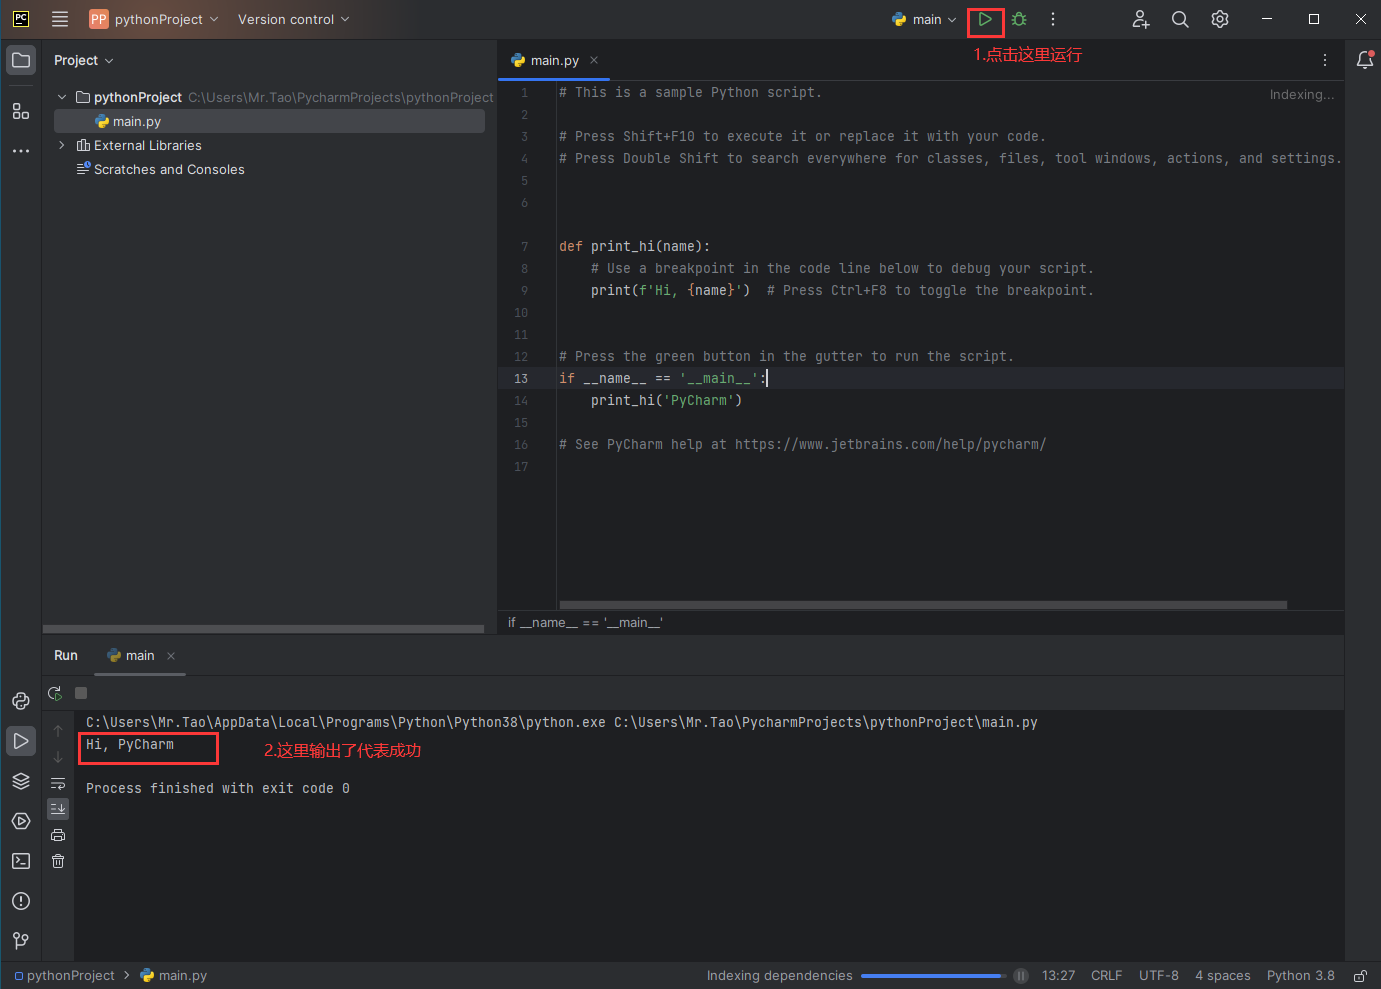 PC
PP pythonProject
Version control
main
1.点击这里运行
Project
main.py
pythonProject C:\Users\Mr.Tao\PycharmProjects\pythonProject
main.py
External Libraries
Scratches and Consoles
Indexing...
1 # This is a sample Python script.
2
3 # Press Shift+F10 to execute it or replace it with your code.
4 # Press Double Shift to search everywhere for classes, files, tool windows, actions, and settings.
5
6
7 def print_hi(name):
8 # Use a breakpoint in the code line below to debug your script.
9 print(f'Hi, {name}') # Press Ctrl+F8 to toggle the breakpoint.
10
11
12 # Press the green button in the gutter to run the script.
13 if __name__ == '__main__':
14 print_hi('PyCharm')
15
16 # See PyCharm help at https://www.jetbrains.com/help/pycharm/
17
if __name__ == '__main__'
Run
main
C:\Users\Mr.Tao\AppData\Local\Programs\Python\Python38\python.exe C:\Users\Mr.Tao\PycharmProjects\pythonProject\main.py
Hi, PyCharm
2.这里输出了代表成功
Process finished with exit code 0
pythonProject
main.py
Indexing dependencies
13:27
CRLF
UTF-8
4 spaces
Python 3.8